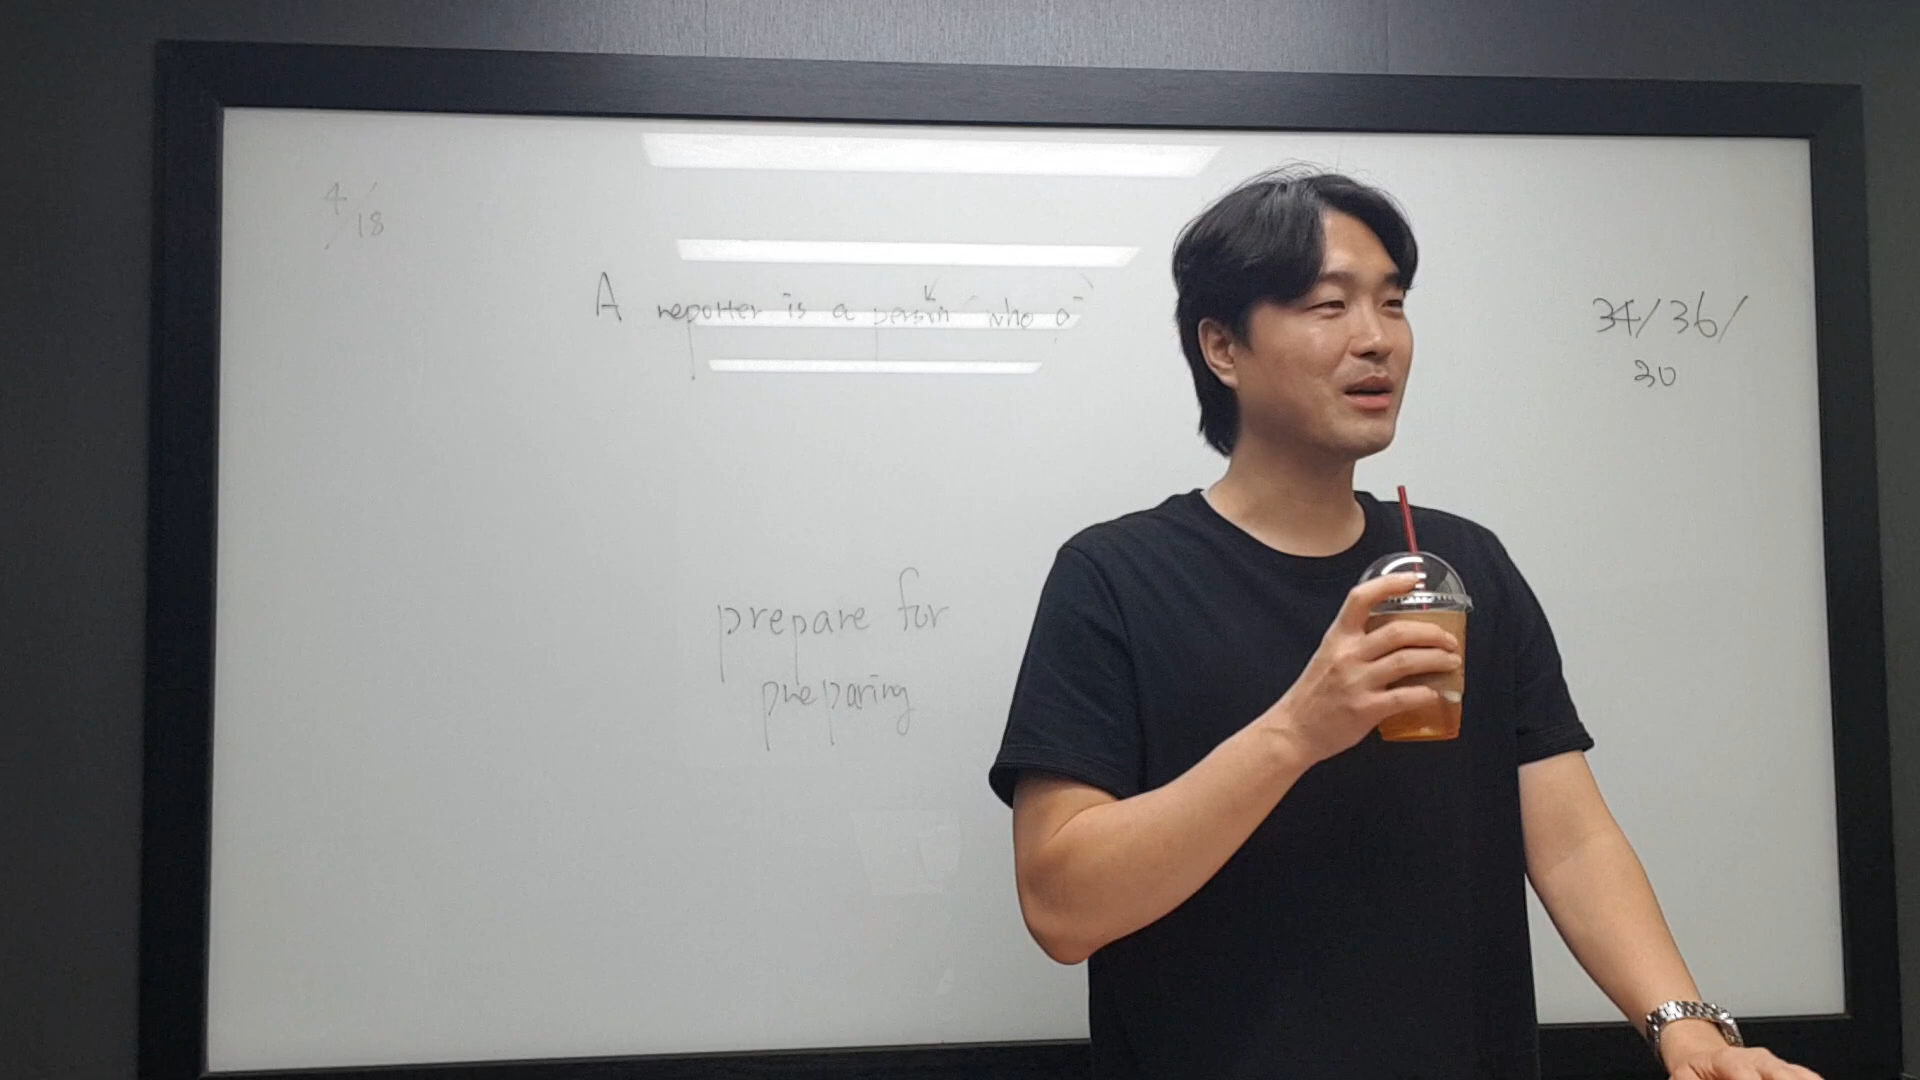 4/18
A reporter is a person who
34/36/
30
prepare for
preparing